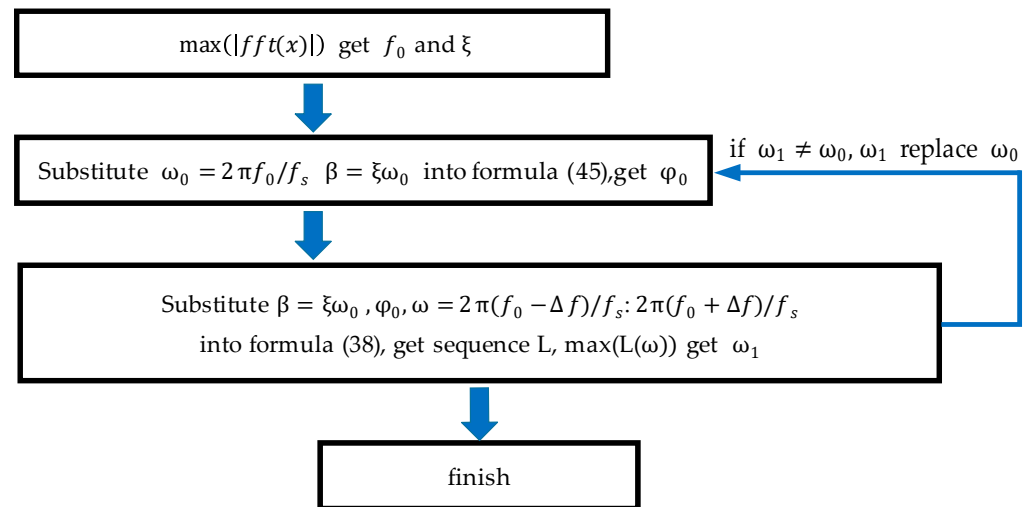 max(|fft(x)|) get f₀ and ξ
if ω₁ ≠ ω₀, ω₁ replace ω₀
Substitute ω₀ = 2πf₀/fₛ β = ξω₀ into formula (45),get φ₀
Substitute β = ξω₀ , φ₀, ω = 2π(f₀ − Δf)/fₛ: 2π(f₀ + Δf)/fₛ
into formula (38), get sequence L, max(L(ω)) get ω₁
finish